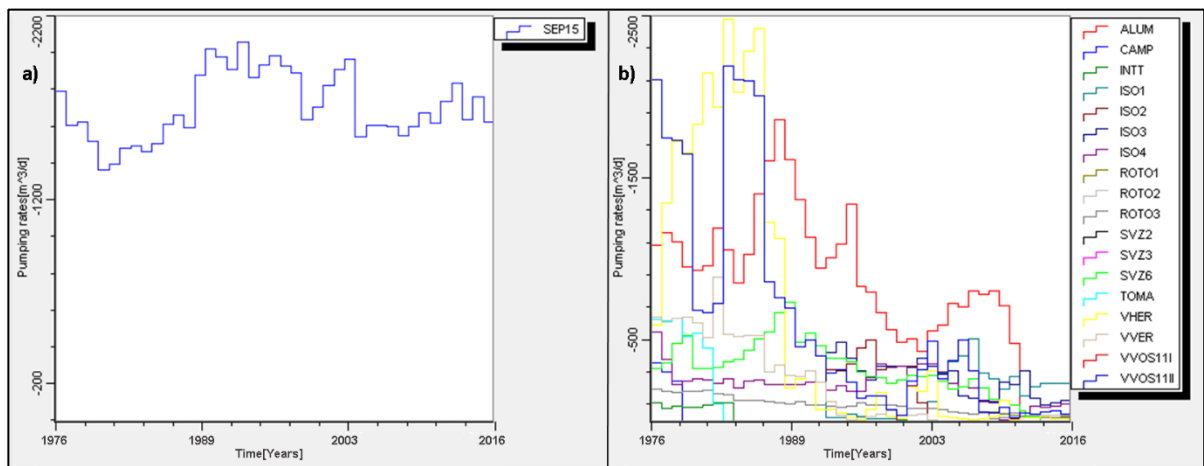 a)
-2200
-1200
-200
Pumping rates[m^3/d]
1976
1989
2003
2016
Time[Years]
SEP15
b)
-2500
-1500
-500
Pumping rates[m^3/d]
1976
1989
2003
2016
Time[Years]
ALUM
CAMP
INTT
ISO1
ISO2
ISO3
ISO4
ROTO1
ROTO2
ROTO3
SVZ2
SVZ3
SVZ6
TOMA
VHER
VVER
VVOS11I
VVOS11II